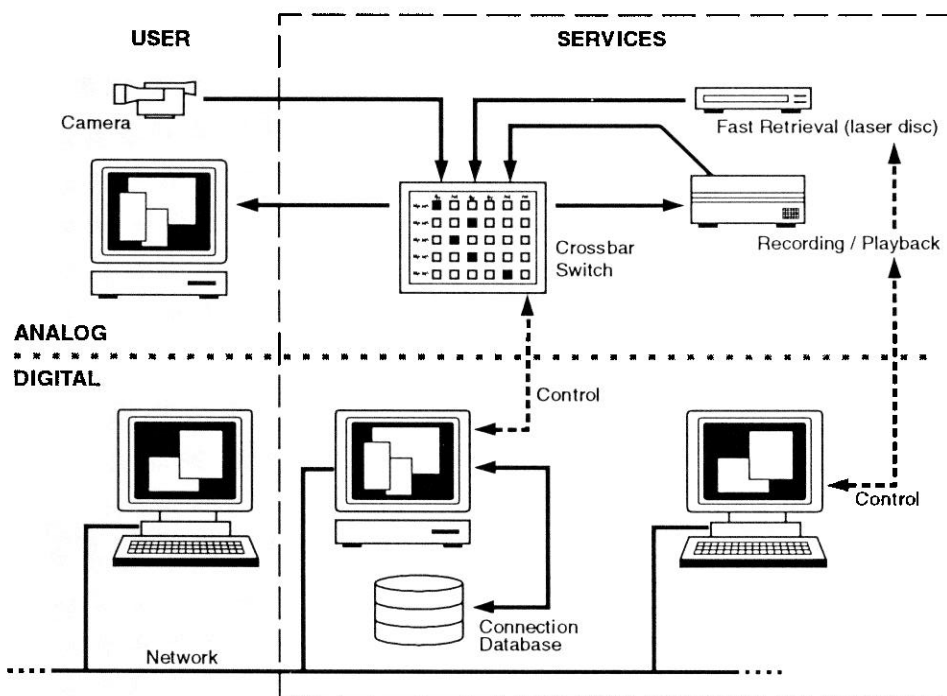 USER
SERVICES
Camera
Fast Retrieval (laser disc)
Crossbar
Switch
Recording / Playback
ANALOG
DIGITAL
Control
Control
Connection
Database
Network